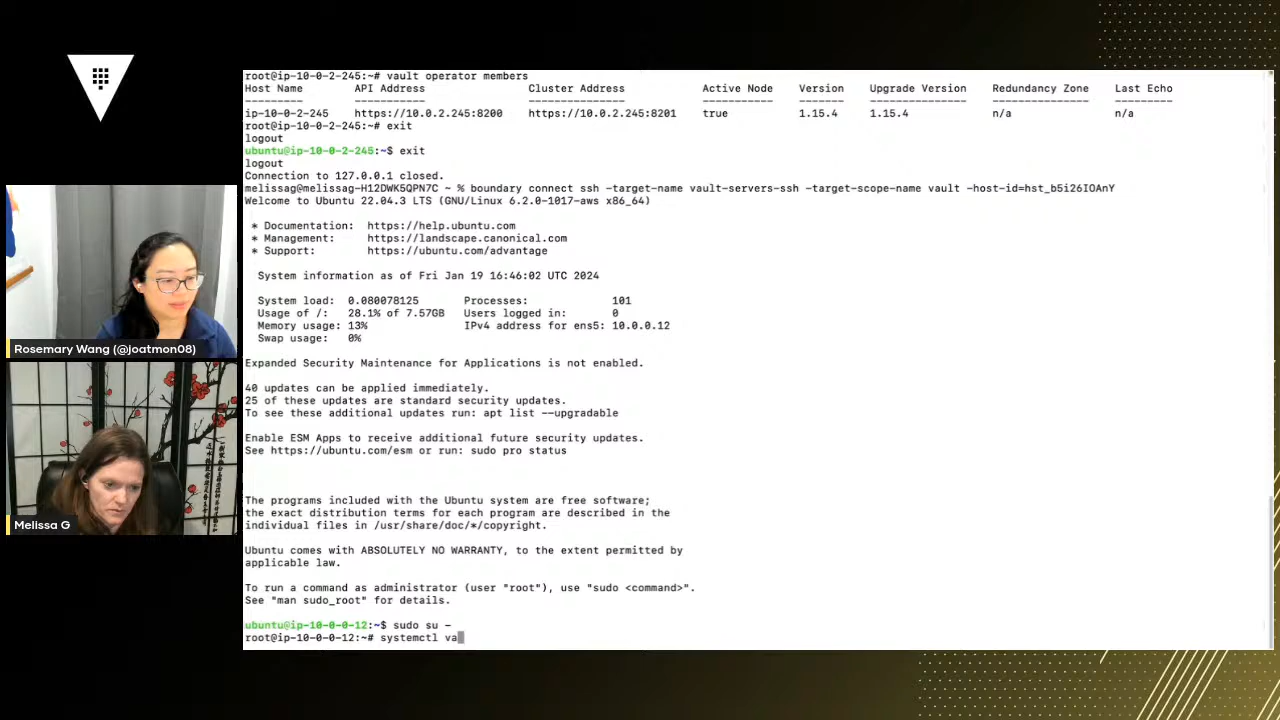 root@ip-10-0-2-245:~# vault operator members
Host Name API Address Cluster Address Active Node Version Upgrade Version Redundancy Zone Last Echo
--------- ----------- --------------- ----------- ------- --------------- --------------- ---------
ip-10-0-2-245 https://10.0.2.245:8200 https://10.0.2.245:8201 true 1.15.4 1.15.4 n/a n/a
root@ip-10-0-2-245:~# exit
logout
ubuntu@ip-10-0-2-245:~$ exit
logout
Connection to 127.0.0.1 closed.
melissag@melissag-H12DWK5QPN7C ~ % boundary connect ssh -target-name vault-servers-ssh -target-scope-name vault -host-id=hst_b5i26IOAnY
Welcome to Ubuntu 22.04.3 LTS (GNU/Linux 6.2.0-1017-aws x86_64)
* Documentation: https://help.ubuntu.com
* Management: https://landscape.canonical.com
* Support: https://ubuntu.com/advantage
System information as of Fri Jan 19 16:46:02 UTC 2024
System load: 0.080078125 Processes: 101
Usage of /: 28.1% of 7.57GB Users logged in: 0
Memory usage: 13% IPv4 address for ens5: 10.0.0.12
Swap usage: 0%
Expanded Security Maintenance for Applications is not enabled.
40 updates can be applied immediately.
25 of these updates are standard security updates.
To see these additional updates run: apt list --upgradable
Enable ESM Apps to receive additional future security updates.
See https://ubuntu.com/esm or run: sudo pro status
The programs included with the Ubuntu system are free software;
the exact distribution terms for each program are described in the
individual files in /usr/share/doc/*/copyright.
Ubuntu comes with ABSOLUTELY NO WARRANTY, to the extent permitted by
applicable law.
To run a command as administrator (user "root"), use "sudo <command>".
See "man sudo_root" for details.
ubuntu@ip-10-0-0-12:~$ sudo su -
root@ip-10-0-0-12:~# systemctl va
Rosemary Wang (@joatmon08)
Melissa G